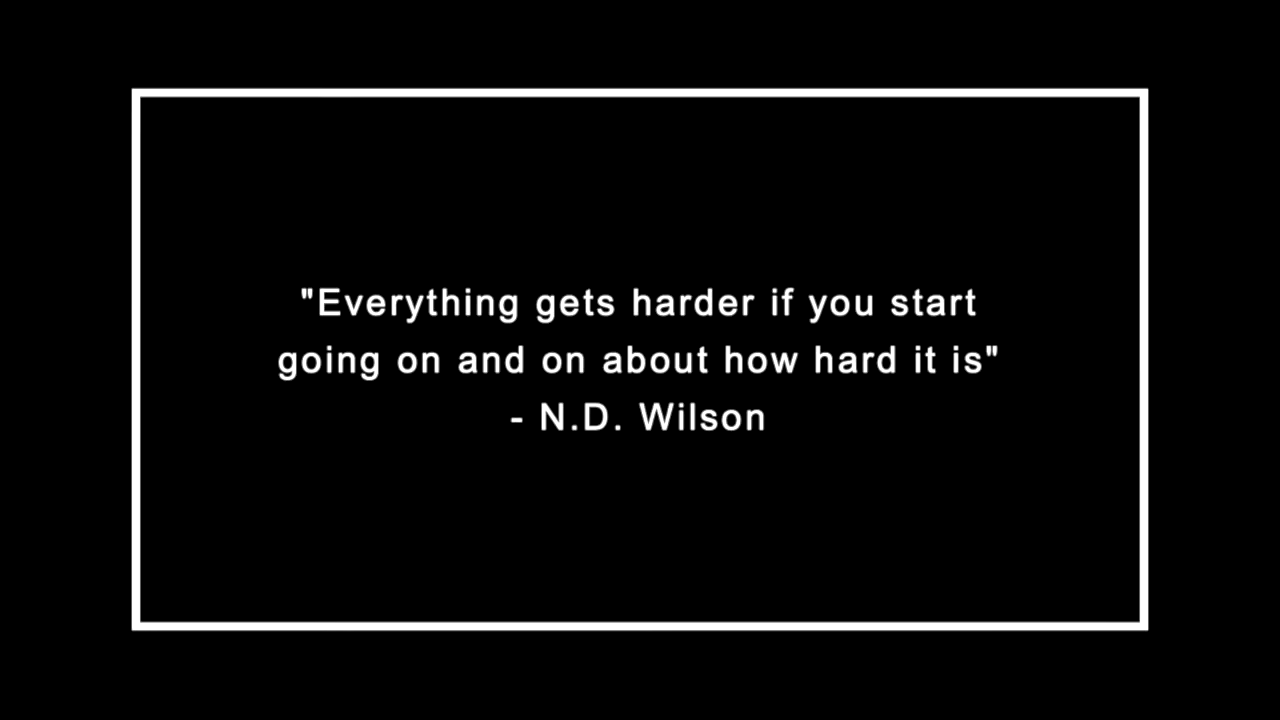 "Everything gets harder if you start
going on and on about how hard it is"
- N.D. Wilson